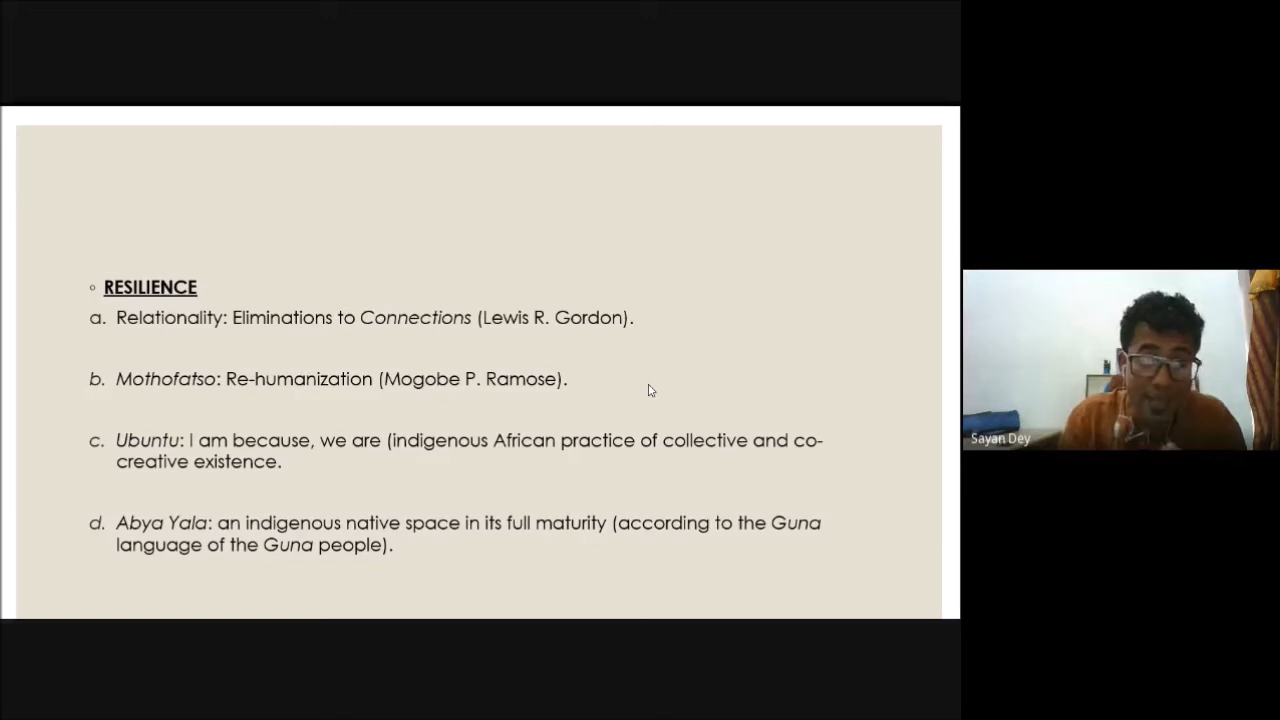 ◦ RESILIENCE
a. Relationality: Eliminations to Connections (Lewis R. Gordon).
b. Mothofatso: Re-humanization (Mogobe P. Ramose).
c. Ubuntu: I am because, we are (indigenous African practice of collective and co-
creative existence.
d. Abya Yala: an indigenous native space in its full maturity (according to the Guna
language of the Guna people).
Sayan Dey